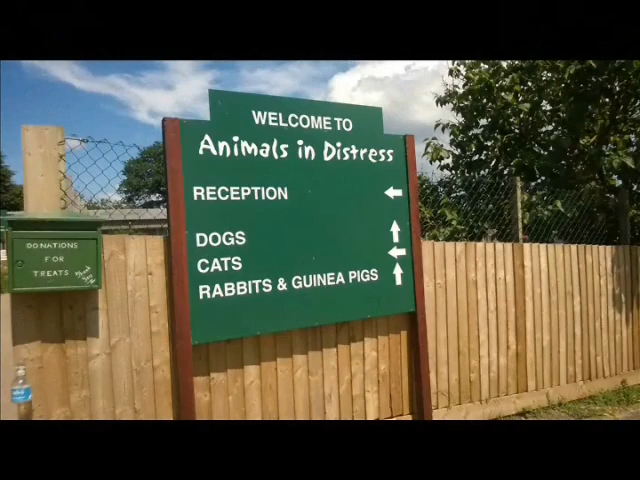 WELCOME TO
Animals in Distress
RECEPTION
DOGS
CATS
RABBITS & GUINEA PIGS
DONATIONS
FOR
TREATS